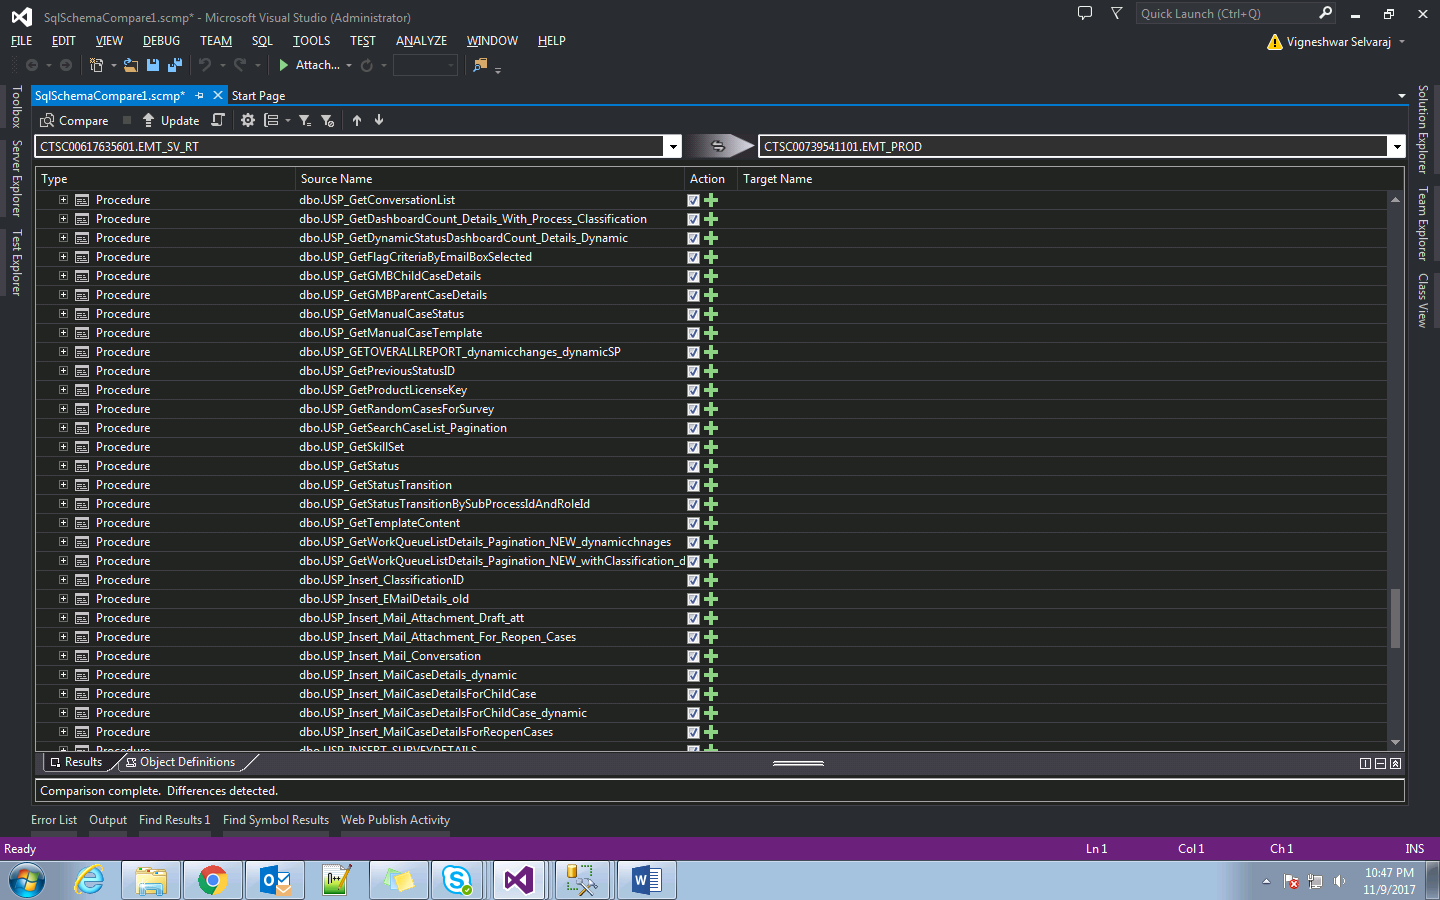 SqlSchemaCompare1.scmp* - Microsoft Visual Studio (Administrator)
Quick Launch (Ctrl+Q)
FILE EDIT VIEW DEBUG TEAM SQL TOOLS TEST ANALYZE WINDOW HELP
Vigneshwar Selvaraj
Attach...
SqlSchemaCompare1.scmp* Start Page
Compare Update
CTSC00617635601.EMT_SV_RT CTSC00739541101.EMT_PROD
Type Source Name Action Target Name
Procedure dbo.USP_GetConversationList
Procedure dbo.USP_GetDashboardCount_Details_With_Process_Classification
Procedure dbo.USP_GetDynamicStatusDashboardCount_Details_Dynamic
Procedure dbo.USP_GetFlagCriteriaByEmailBoxSelected
Procedure dbo.USP_GetGMBChildCaseDetails
Procedure dbo.USP_GetGMBParentCaseDetails
Procedure dbo.USP_GetManualCaseStatus
Procedure dbo.USP_GetManualCaseTemplate
Procedure dbo.USP_GETOVERALLREPORT_dynamicchanges_dynamicSP
Procedure dbo.USP_GetPreviousStatusID
Procedure dbo.USP_GetProductLicenseKey
Procedure dbo.USP_GetRandomCasesForSurvey
Procedure dbo.USP_GetSearchCaseList_Pagination
Procedure dbo.USP_GetSkillSet
Procedure dbo.USP_GetStatus
Procedure dbo.USP_GetStatusTransition
Procedure dbo.USP_GetStatusTransitionBySubProcessIdAndRoleId
Procedure dbo.USP_GetTemplateContent
Procedure dbo.USP_GetWorkQueueListDetails_Pagination_NEW_dynamicchnages
Procedure dbo.USP_GetWorkQueueListDetails_Pagination_NEW_withClassification_d
Procedure dbo.USP_Insert_ClassificationID
Procedure dbo.USP_Insert_EMailDetails_old
Procedure dbo.USP_Insert_Mail_Attachment_Draft_att
Procedure dbo.USP_Insert_Mail_Attachment_For_Reopen_Cases
Procedure dbo.USP_Insert_Mail_Conversation
Procedure dbo.USP_Insert_MailCaseDetails_dynamic
Procedure dbo.USP_Insert_MailCaseDetailsForChildCase
Procedure dbo.USP_Insert_MailCaseDetailsForChildCase_dynamic
Procedure dbo.USP_Insert_MailCaseDetailsForReopenCases
Procedure dbo.USP_INSERT_SURVEYDETAILS
Results Object Definitions
Comparison complete. Differences detected.
Error List Output Find Results 1 Find Symbol Results Web Publish Activity
Ready Ln 1 Col 1 Ch 1 INS
10:47 PM
11/9/2017
Toolbox
Server Explorer
Test Explorer
Solution Explorer
Team Explorer
Class View